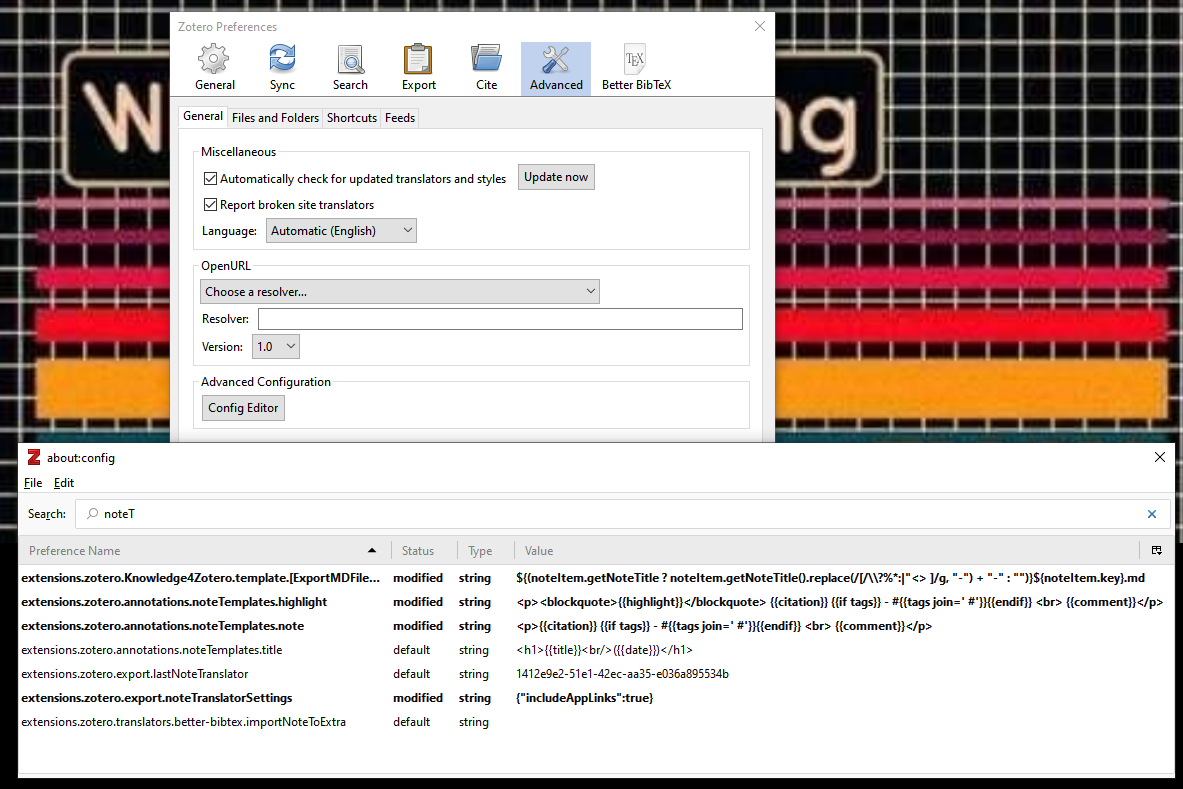 Zotero Preferences
General Sync Search Export Cite Advanced TEX Better BibTeX
General Files and Folders Shortcuts Feeds
Miscellaneous
Automatically check for updated translators and styles Update now
Report broken site translators
Language: Automatic (English)
OpenURL
Choose a resolver...
Resolver:
Version: 1.0
Advanced Configuration
Config Editor
W ng
Z about:config
File Edit
Search: noteT
Preference Name Status Type Value
extensions.zotero.Knowledge4Zotero.template.[ExportMDFile... modified string ${(noteItem.getNoteTitle ? noteItem.getNoteTitle().replace(/[/\\?%*:|"<> ]/g, "-") + "-" : "")}${noteItem.key}.md
extensions.zotero.annotations.noteTemplates.highlight modified string <p><blockquote>{{highlight}}</blockquote> {{citation}} {{if tags}} - #{{tags join=' #'}}{{endif}} <br> {{comment}}</p>
extensions.zotero.annotations.noteTemplates.note modified string <p>{{citation}} {{if tags}} - #{{tags join=' #'}}{{endif}} <br> {{comment}}</p>
extensions.zotero.annotations.noteTemplates.title default string <h1>{{title}}<br/>({{date}})</h1>
extensions.zotero.export.lastNoteTranslator default string 1412e9e2-51e1-42ec-aa35-e036a895534b
extensions.zotero.export.noteTranslatorSettings modified string {"includeAppLinks":true}
extensions.zotero.translators.better-bibtex.importNoteToExtra default string